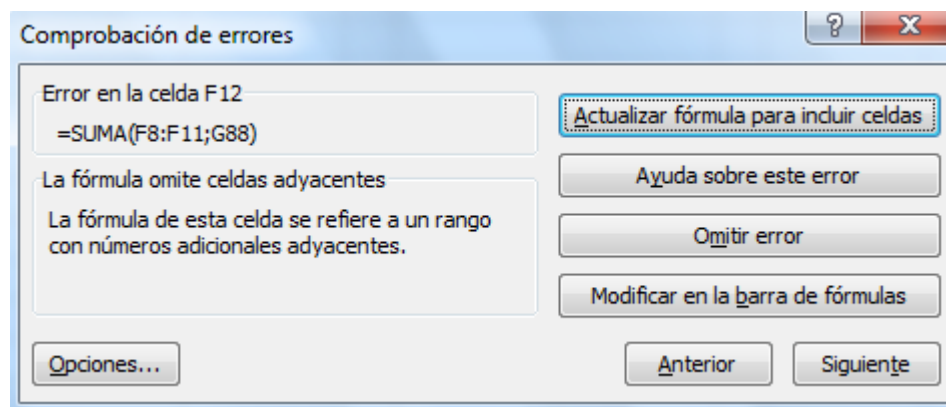 Comprobación de errores
?
X
Error en la celda F12
=SUMA(F8:F11;G88)
La fórmula omite celdas adyacentes
La fórmula de esta celda se refiere a un rango
con números adicionales adyacentes.
Actualizar fórmula para incluir celdas
Ayuda sobre este error
Omitir error
Modificar en la barra de fórmulas
Opciones...
Anterior
Siguiente